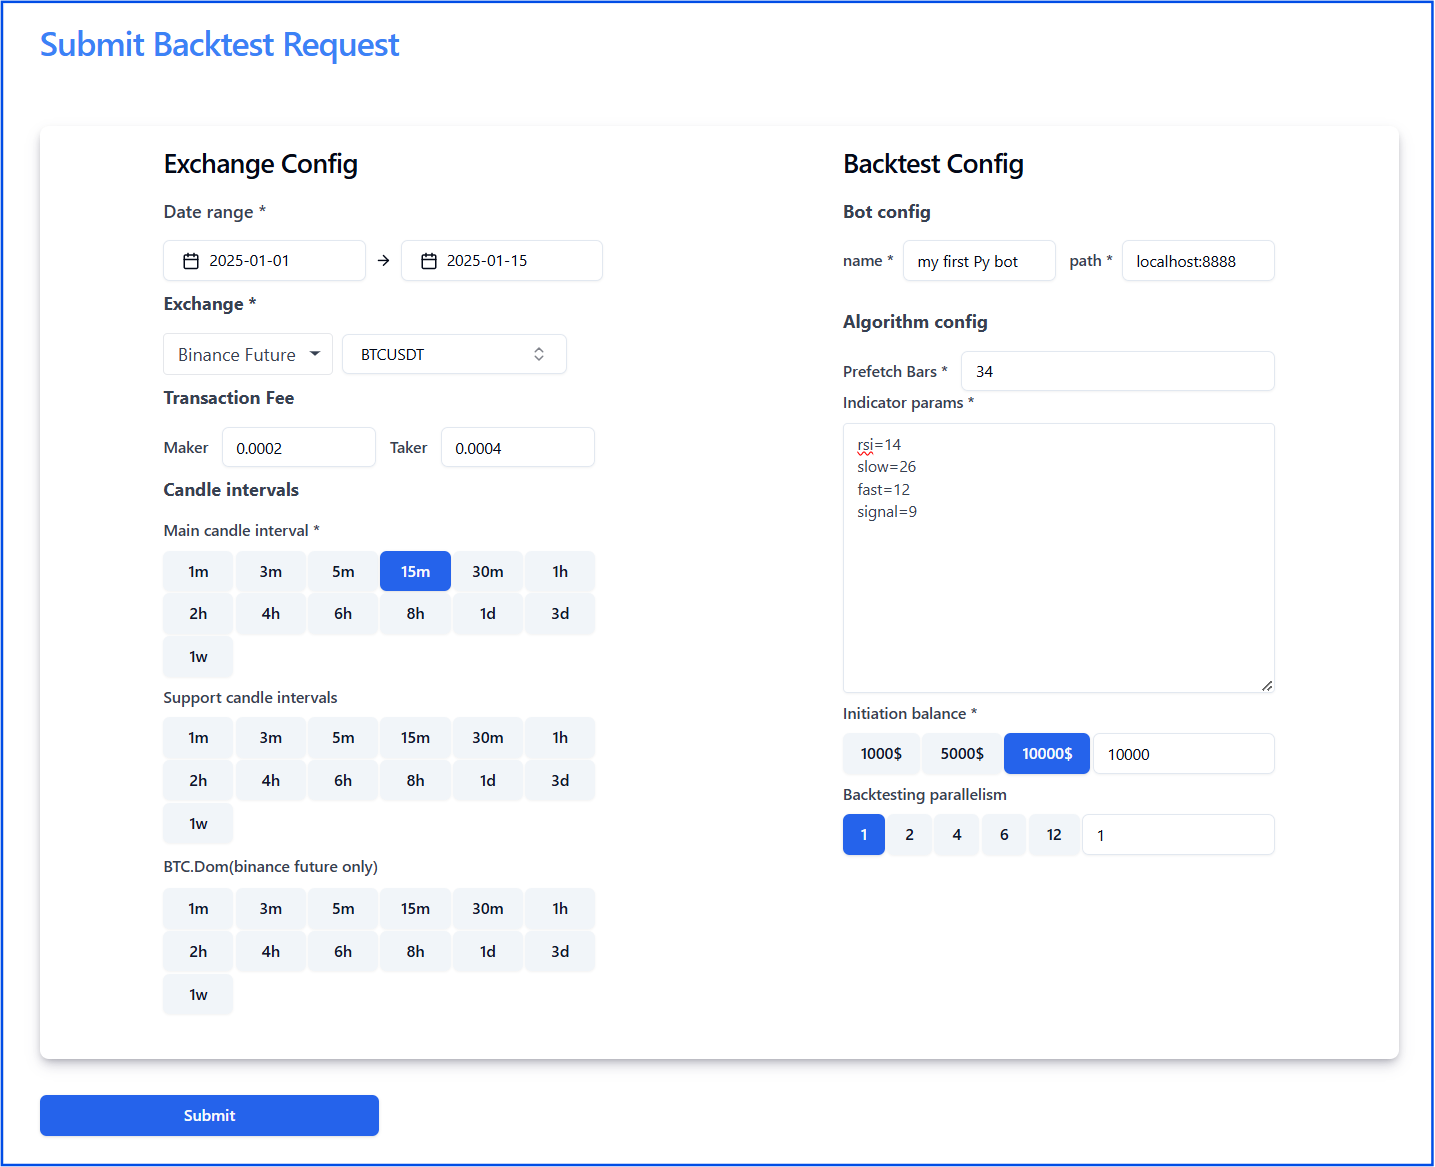 Submit Backtest Request
Exchange Config
Date range *
2025-01-01 → 2025-01-15
Exchange *
Binance Future BTCUSDT
Transaction Fee
Maker 0.0002 Taker 0.0004
Candle intervals
Main candle interval *
1m 3m 5m 15m 30m 1h
2h 4h 6h 8h 1d 3d
1w
Support candle intervals
1m 3m 5m 15m 30m 1h
2h 4h 6h 8h 1d 3d
1w
BTC.Dom(binance future only)
1m 3m 5m 15m 30m 1h
2h 4h 6h 8h 1d 3d
1w
Backtest Config
Bot config
name * my first Py bot path * localhost:8888
Algorithm config
Prefetch Bars * 34
Indicator params *
rsi=14
slow=26
fast=12
signal=9
Initiation balance *
1000$ 5000$ 10000$ 10000
Backtesting parallelism
1 2 4 6 12 1
Submit